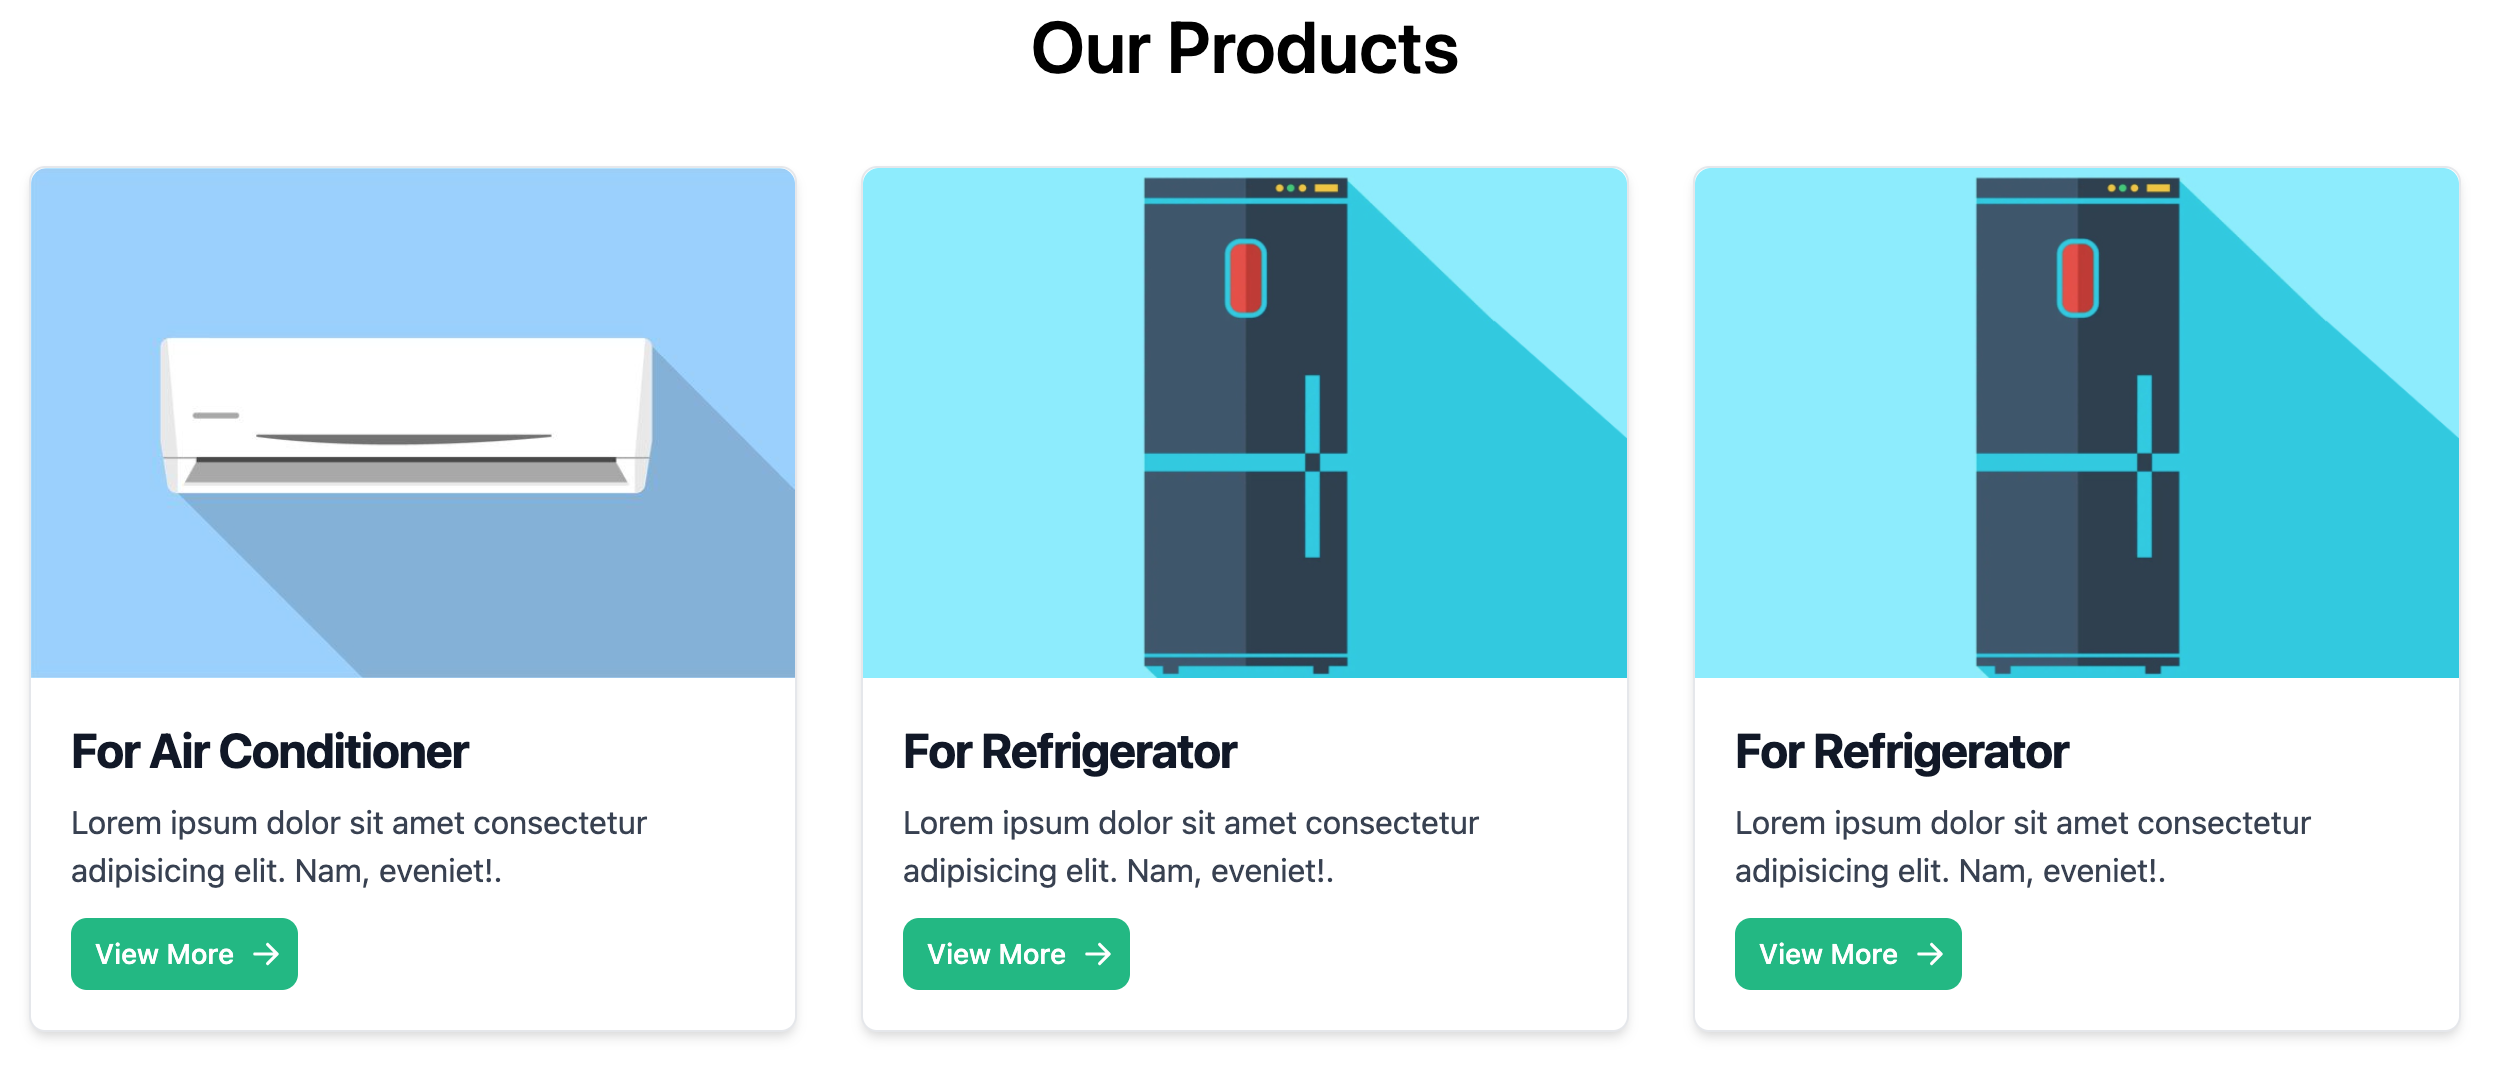 Our Products
For Air Conditioner
Lorem ipsum dolor sit amet consectetur
adipisicing elit. Nam, eveniet!.
View More
For Refrigerator
Lorem ipsum dolor sit amet consectetur
adipisicing elit. Nam, eveniet!.
View More
For Refrigerator
Lorem ipsum dolor sit amet consectetur
adipisicing elit. Nam, eveniet!.
View More